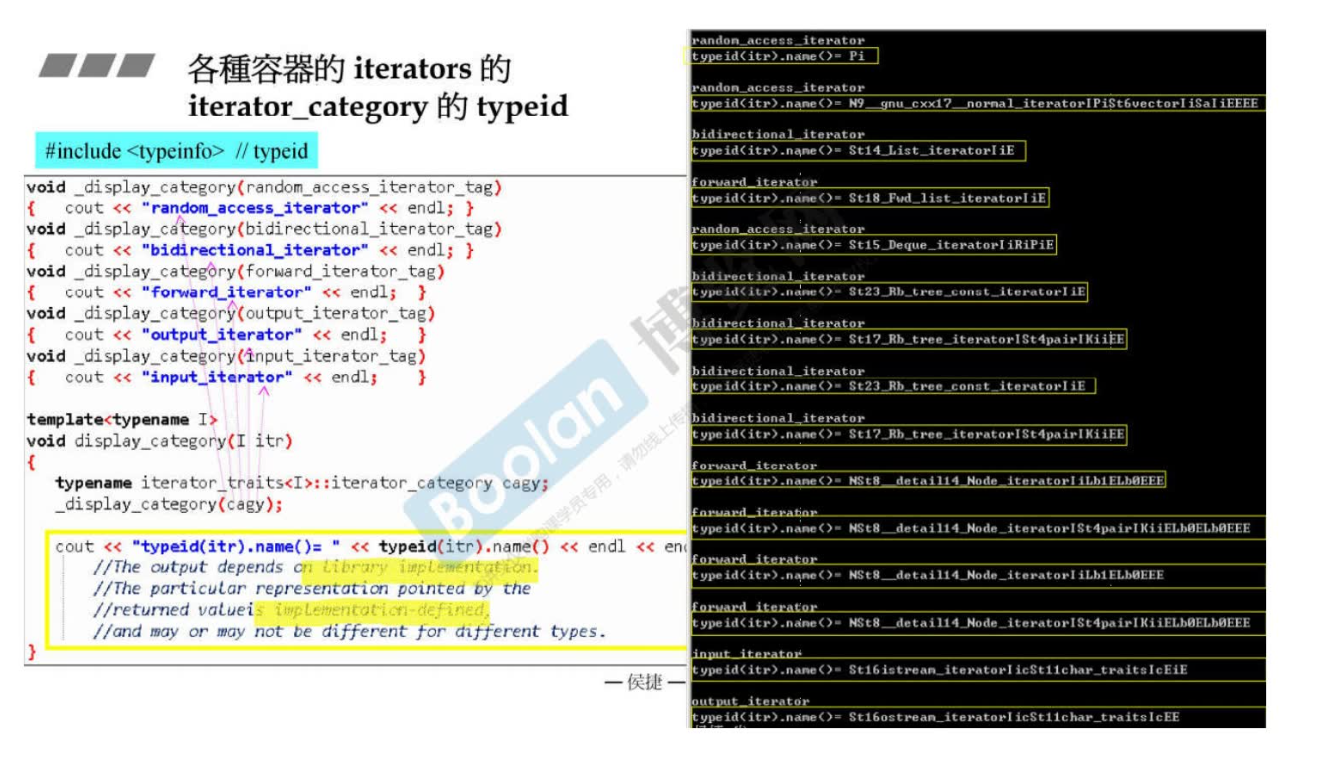 各種容器的 iterators 的
iterator_category 的 typeid
#include <typeinfo> // typeid
void _display_category(random_access_iterator_tag)
{ cout << "random_access_iterator" << endl; }
void _display_category(bidirectional_iterator_tag)
{ cout << "bidirectional_iterator" << endl; }
void _display_category(forward_iterator_tag)
{ cout << "forward_iterator" << endl; }
void _display_category(output_iterator_tag)
{ cout << "output_iterator" << endl; }
void _display_category(input_iterator_tag)
{ cout << "input_iterator" << endl; }
template<typename I>
void display_category(I itr)
{
typename iterator_traits<I>::iterator_category cagy;
_display_category(cagy);
cout << "typeid(itr).name()= " << typeid(itr).name() << endl << en
//The output depends on library implementation.
//The particular representation pointed by the
//returned valueis implementation-defined,
//and may or may not be different for different types.
}
— 侯捷 —
random_access_iterator
typeid(itr).name()= Pi
random_access_iterator
typeid(itr).name()= N9__gnu_cxx17__normal_iteratorIPiSt6vectorIiSaIiEEEE
bidirectional_iterator
typeid(itr).name()= St14_List_iteratorIiE
forward_iterator
typeid(itr).name()= St18_Fwd_list_iteratorIiE
random_access_iterator
typeid(itr).name()= St15_Deque_iteratorIiRiPiE
bidirectional_iterator
typeid(itr).name()= St23_Rb_tree_const_iteratorIiE
bidirectional_iterator
typeid(itr).name()= St17_Rb_tree_iteratorISt4pairIKiiEE
bidirectional_iterator
typeid(itr).name()= St23_Rb_tree_const_iteratorIiE
bidirectional_iterator
typeid(itr).name()= St17_Rb_tree_iteratorISt4pairIKiiEE
forward_iterator
typeid(itr).name()= NSt8__detail14_Node_iteratorIiLb1ELb0EEE
forward_iterator
typeid(itr).name()= NSt8__detail14_Node_iteratorISt4pairIKiiELb0ELb0EEE
forward_iterator
typeid(itr).name()= NSt8__detail14_Node_iteratorIiLb1ELb0EEE
forward_iterator
typeid(itr).name()= NSt8__detail14_Node_iteratorISt4pairIKiiELb0ELb0EEE
input_iterator
typeid(itr).name()= St16istream_iteratorIicSt11char_traitsIcEiE
output_iterator
typeid(itr).name()= St16ostream_iteratorIicSt11char_traitsIcEE
Boolan